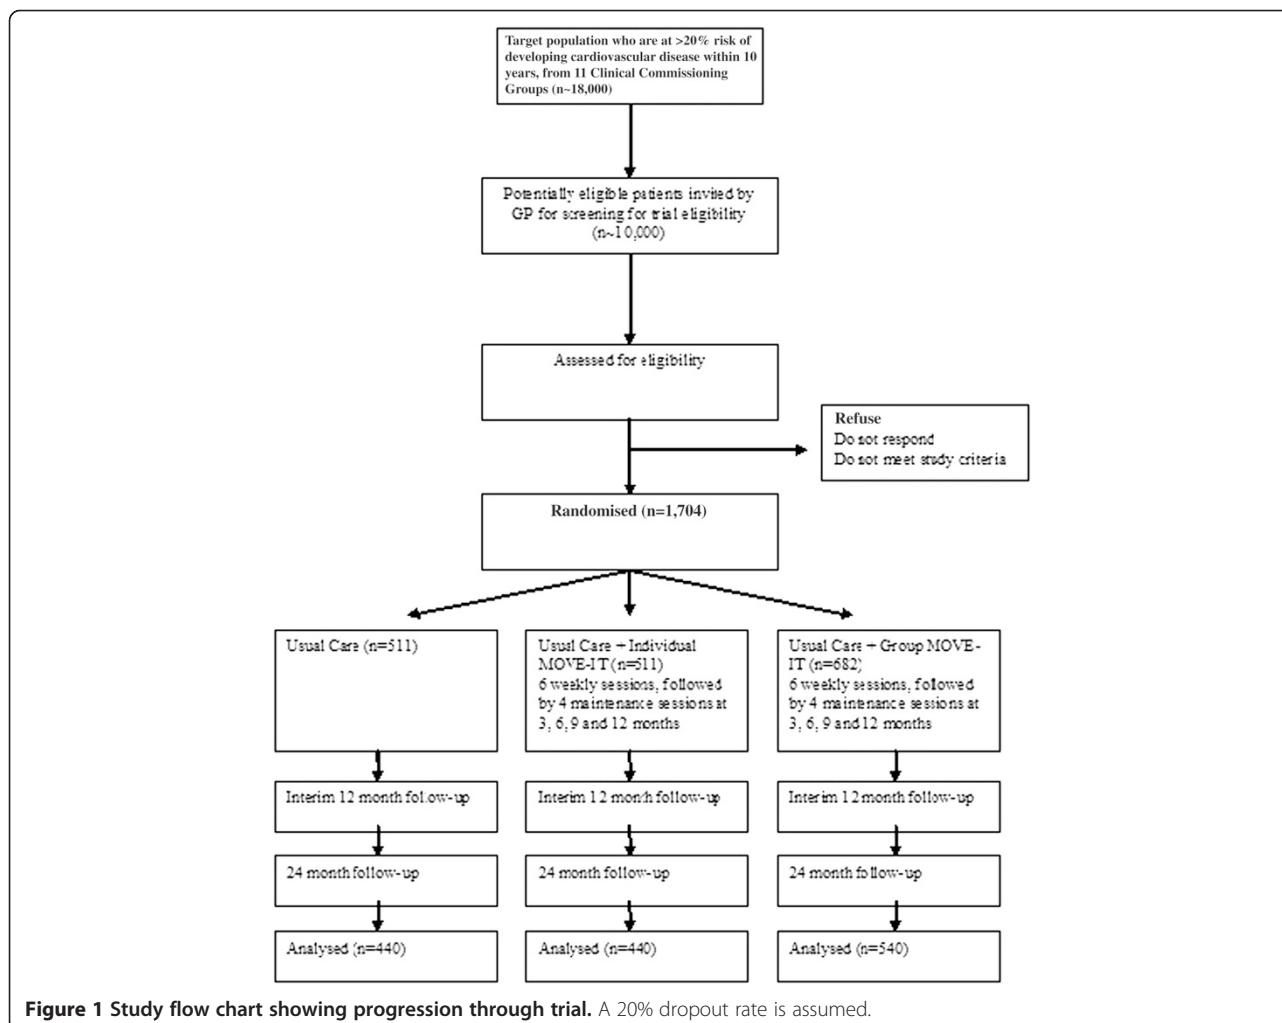 Target population who are at >20% risk of
developing cardiovascular disease within 10
years, from 11 Clinical Commissioning
Groups (n~18,000)
Potentially eligible patients invited by
GP for screening for trial eligibility
(n~10,000)
Assessed for eligibility
Refuse
Do not respond
Do not meet study criteria
Randomised (n=1,704)
Usual Care (n=511)
Usual Care + Individual
MOVE-IT (n=511)
6 weekly sessions, followed
by 4 maintenance sessions at
3, 6, 9 and 12 months
Usual Care + Group MOVE-
IT (n=682)
6 weekly sessions, followed
by 4 maintenance sessions at
3, 6, 9 and 12 months
Interim 12 month follow-up
Interim 12 month follow-up
Interim 12 month follow-up
24 month follow-up
24 month follow-up
24 month follow-up
Analysed (n=440)
Analysed (n=440)
Analysed (n=540)
Figure 1 Study flow chart showing progression through trial. A 20% dropout rate is assumed.